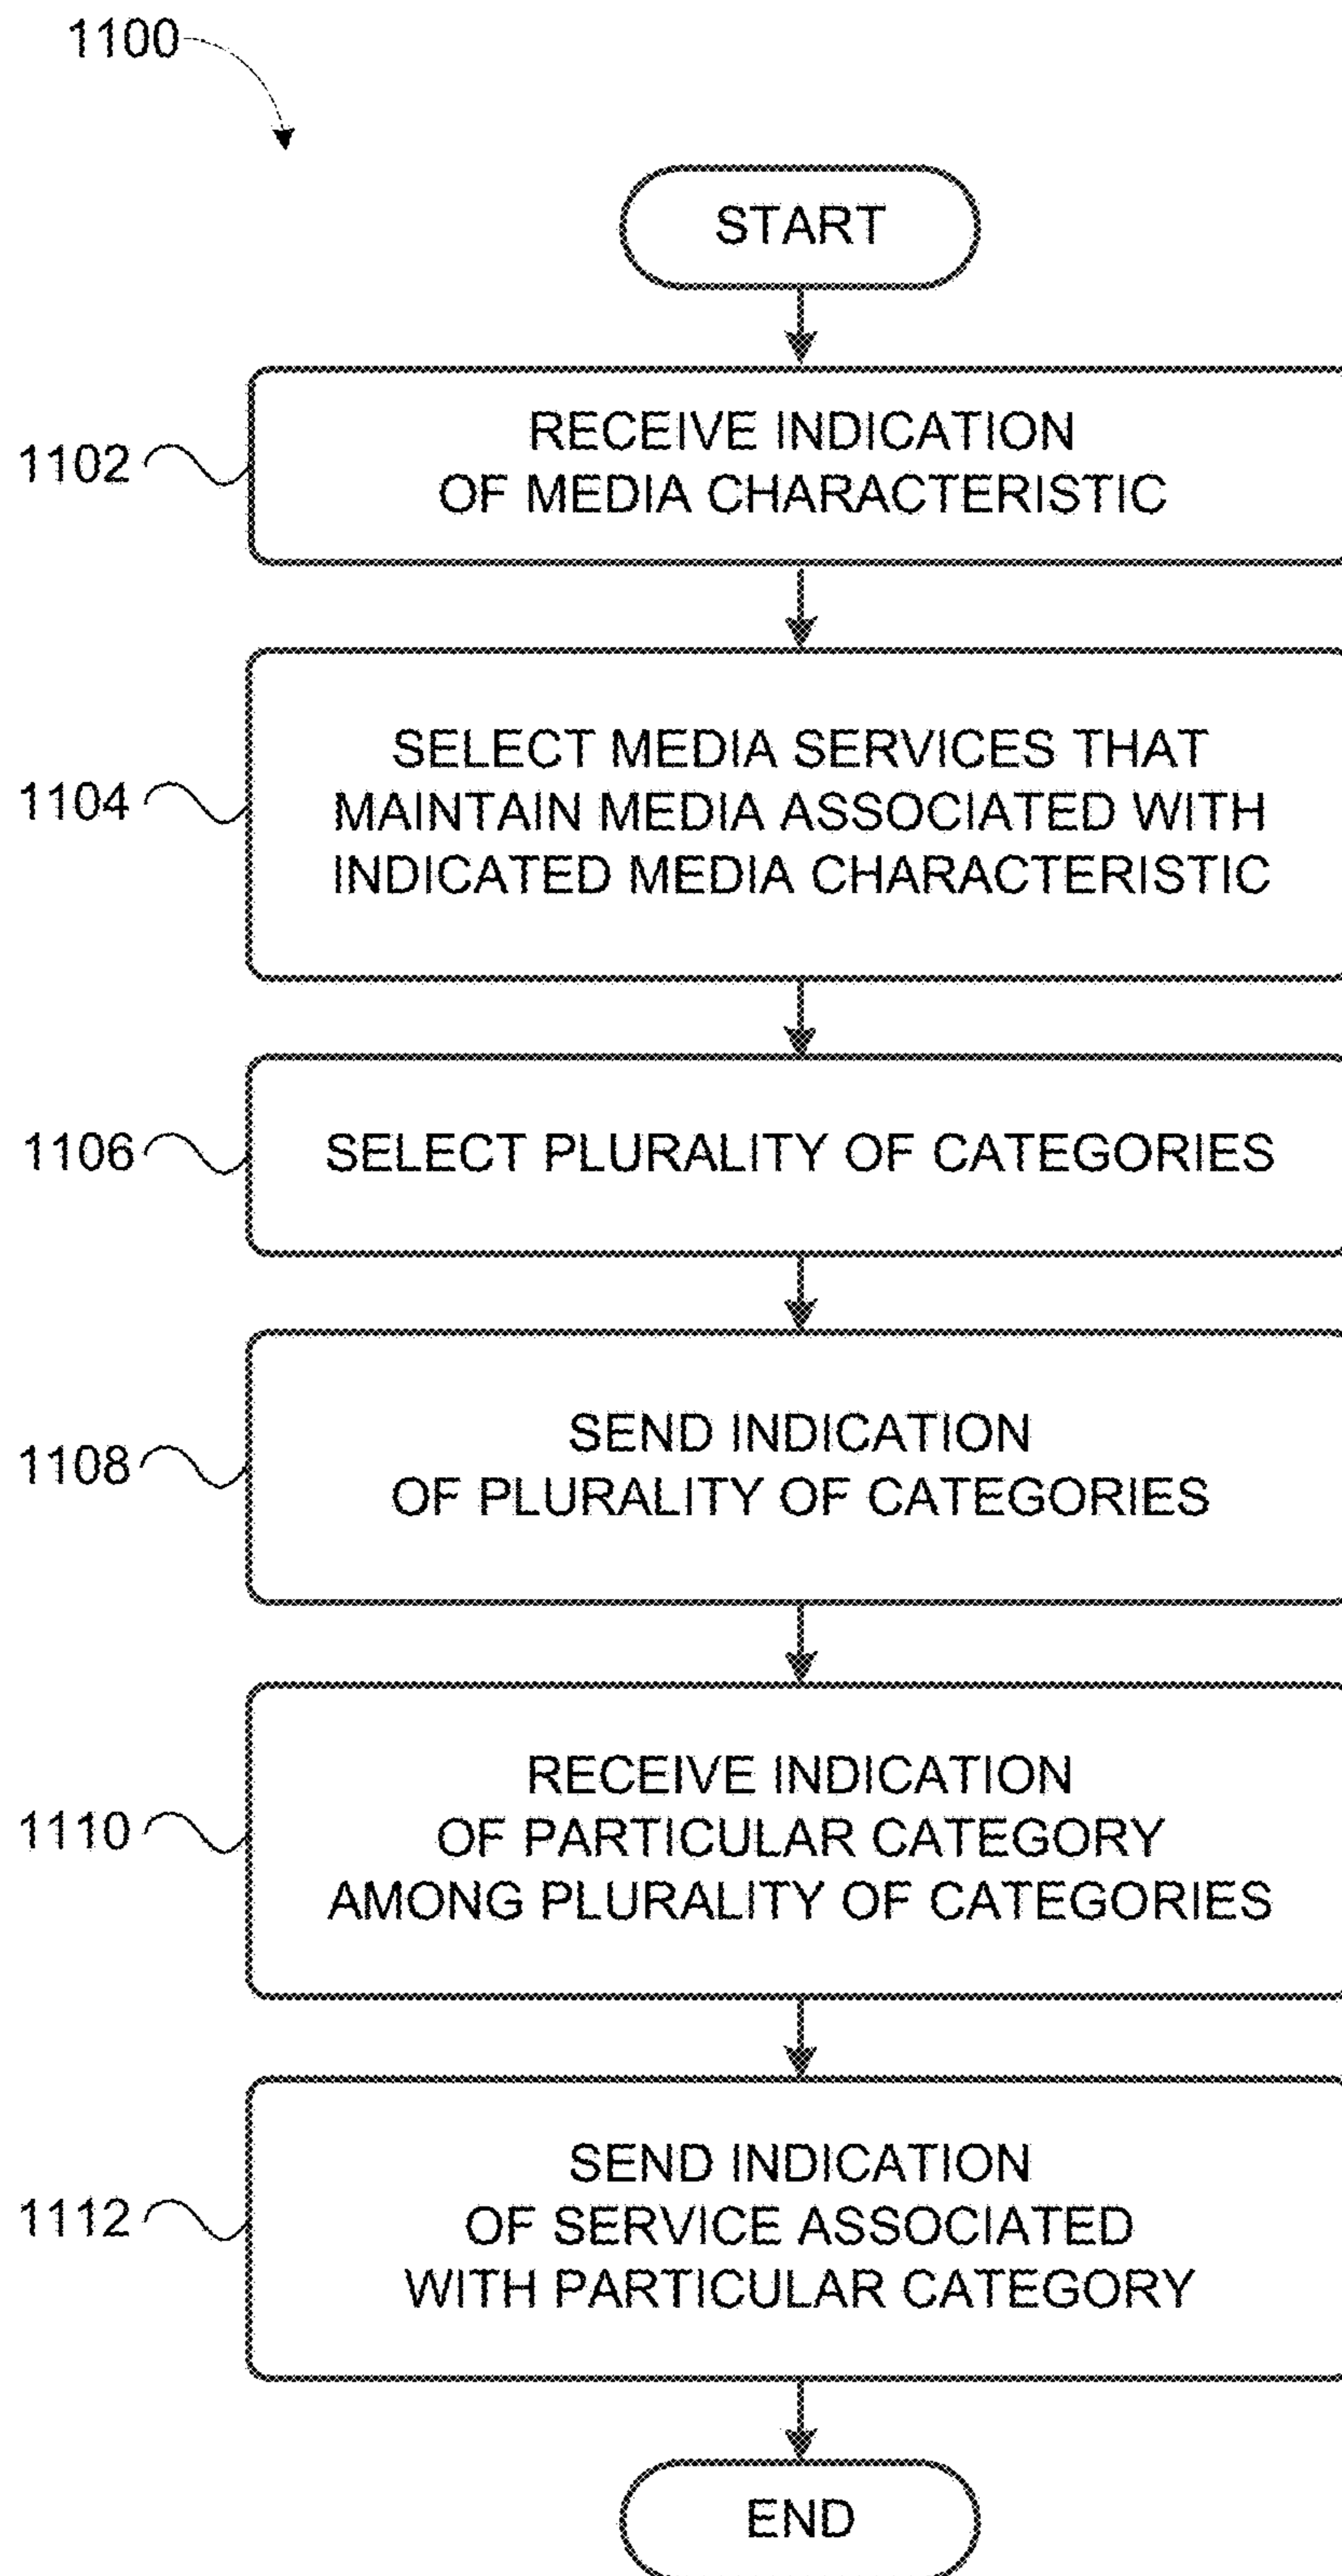 1100
START
1102
RECEIVE INDICATION
OF MEDIA CHARACTERISTIC
1104
SELECT MEDIA SERVICES THAT
MAINTAIN MEDIA ASSOCIATED WITH
INDICATED MEDIA CHARACTERISTIC
1106
SELECT PLURALITY OF CATEGORIES
1108
SEND INDICATION
OF PLURALITY OF CATEGORIES
1110
RECEIVE INDICATION
OF PARTICULAR CATEGORY
AMONG PLURALITY OF CATEGORIES
1112
SEND INDICATION
OF SERVICE ASSOCIATED
WITH PARTICULAR CATEGORY
END